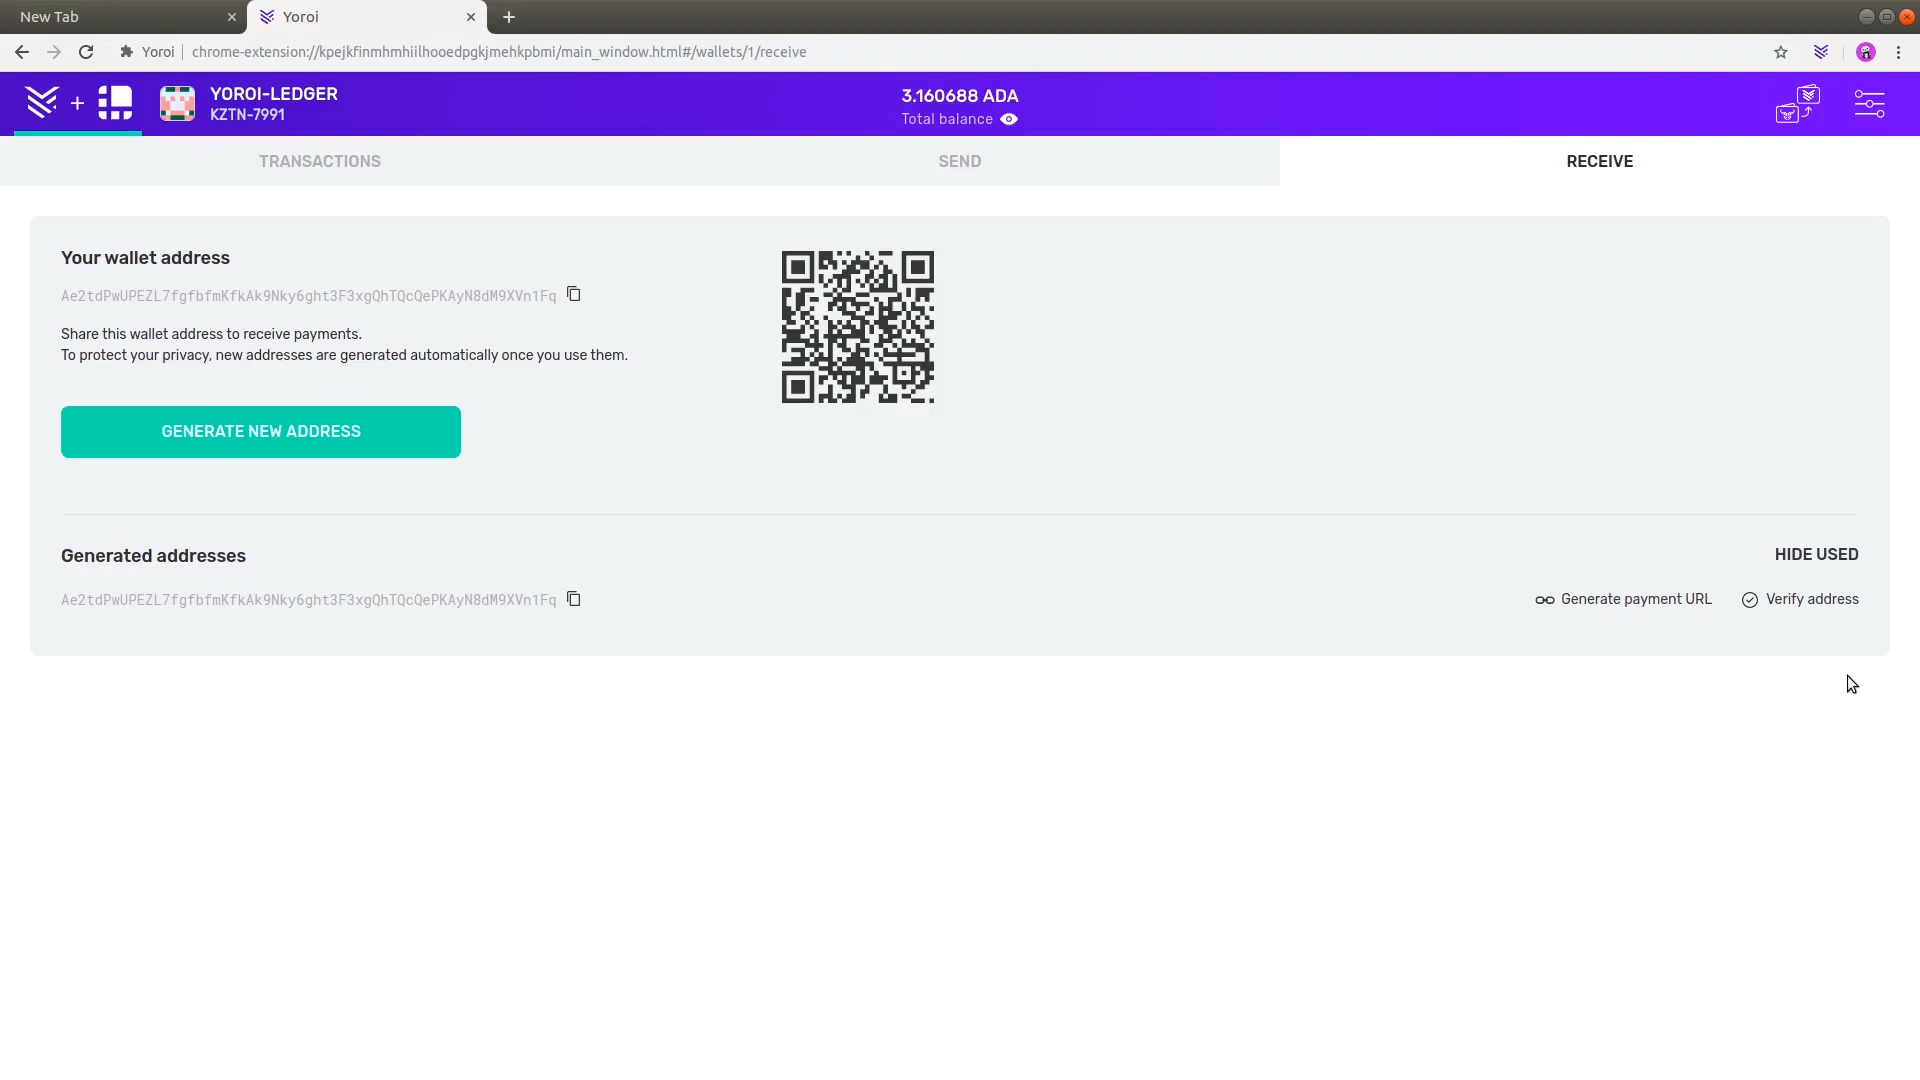 New Tab
Yoroi
Yoroi
chrome-extension://kpejkfinmhmhiilhooedpgkjmehkpbmi/main_window.html#/wallets/1/receive
YOROI-LEDGER
KZTN-7991
3.160688 ADA
Total balance
TRANSACTIONS
SEND
RECEIVE
Your wallet address
Ae2tdPwUPEZL7fgfbfmKfkAk9Nky6ght3F3xgQhTQcQePKAyN8dM9XVn1Fq
Share this wallet address to receive payments.
To protect your privacy, new addresses are generated automatically once you use them.
GENERATE NEW ADDRESS
Generated addresses
HIDE USED
Ae2tdPwUPEZL7fgfbfmKfkAk9Nky6ght3F3xgQhTQcQePKAyN8dM9XVn1Fq
Generate payment URL
Verify address